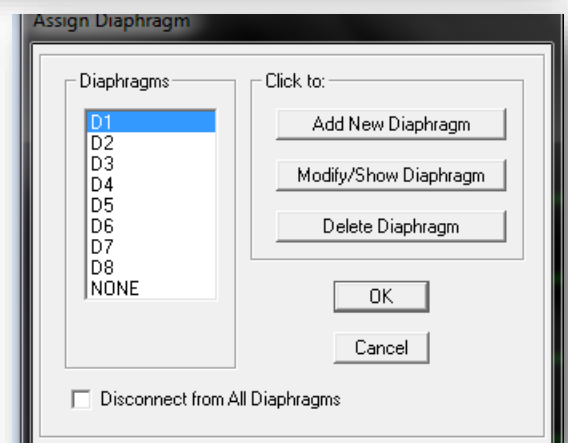 Assign Diaphragm
Diaphragms
D1
D2
D3
D4
D5
D6
D7
D8
NONE
Click to:
Add New Diaphragm
Modify/Show Diaphragm
Delete Diaphragm
OK
Cancel
Disconnect from All Diaphragms